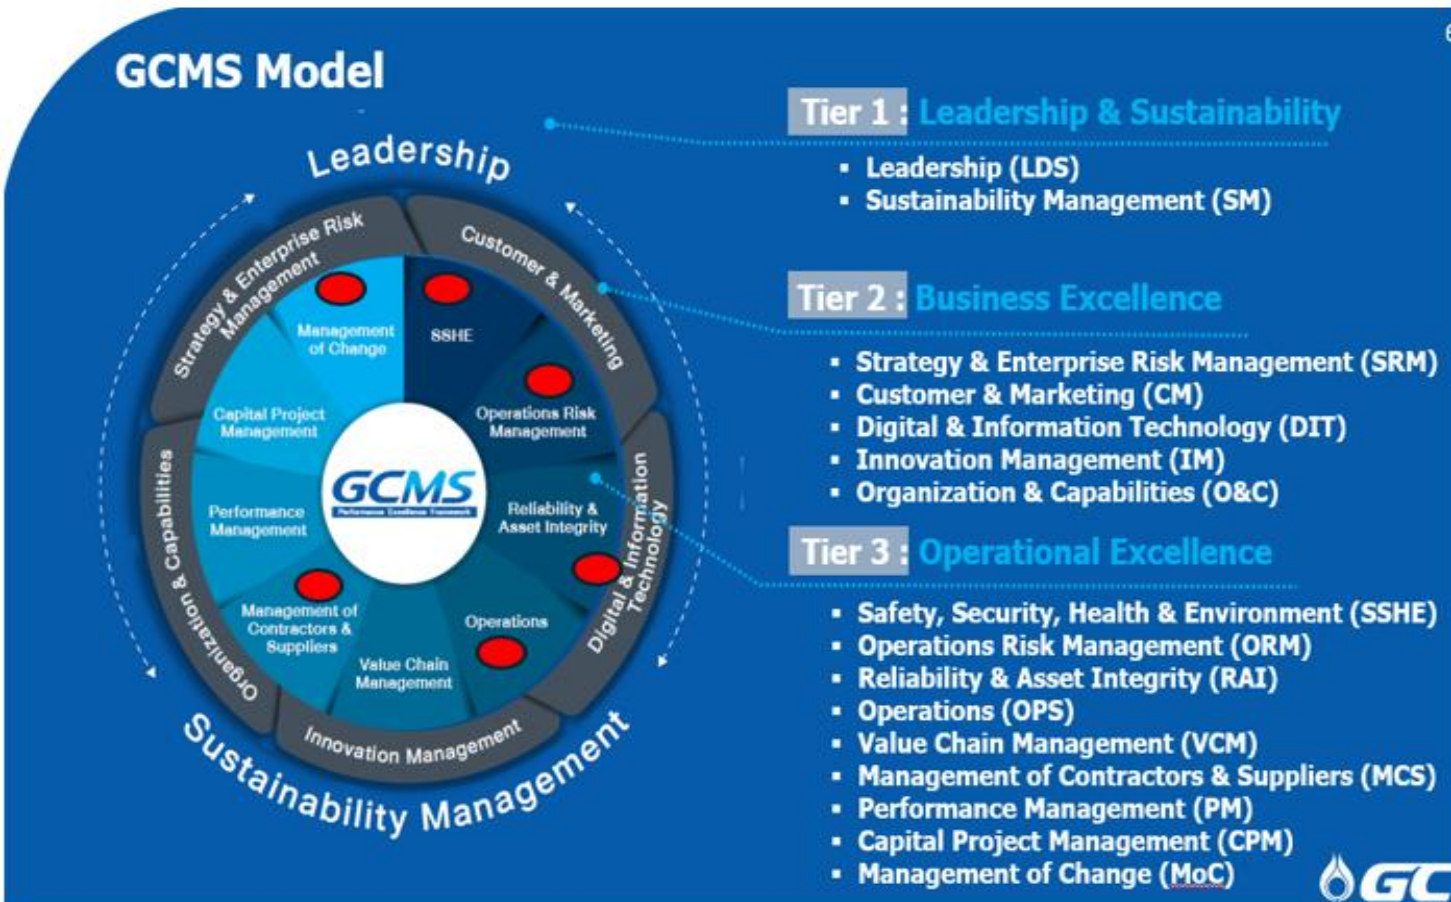 6
GCMS Model
Leadership
Strategy & Enterprise Risk
Management
Customer & Marketing
Digital & Information
Technology
Innovation Management
Organization & Capabilities
Sustainability Management
Management
of Change
SSHE
Operations Risk
Management
Reliability &
Asset Integrity
Operations
Value Chain
Management
Management of
Contractors &
Suppliers
Performance
Management
Capital Project
Management
GCMS
Performance Excellence Framework
Tier 1 : Leadership & Sustainability
▪ Leadership (LDS)
▪ Sustainability Management (SM)
Tier 2 : Business Excellence
▪ Strategy & Enterprise Risk Management (SRM)
▪ Customer & Marketing (CM)
▪ Digital & Information Technology (DIT)
▪ Innovation Management (IM)
▪ Organization & Capabilities (O&C)
Tier 3 : Operational Excellence
▪ Safety, Security, Health & Environment (SSHE)
▪ Operations Risk Management (ORM)
▪ Reliability & Asset Integrity (RAI)
▪ Operations (OPS)
▪ Value Chain Management (VCM)
▪ Management of Contractors & Suppliers (MCS)
▪ Performance Management (PM)
▪ Capital Project Management (CPM)
▪ Management of Change (MoC)
GC